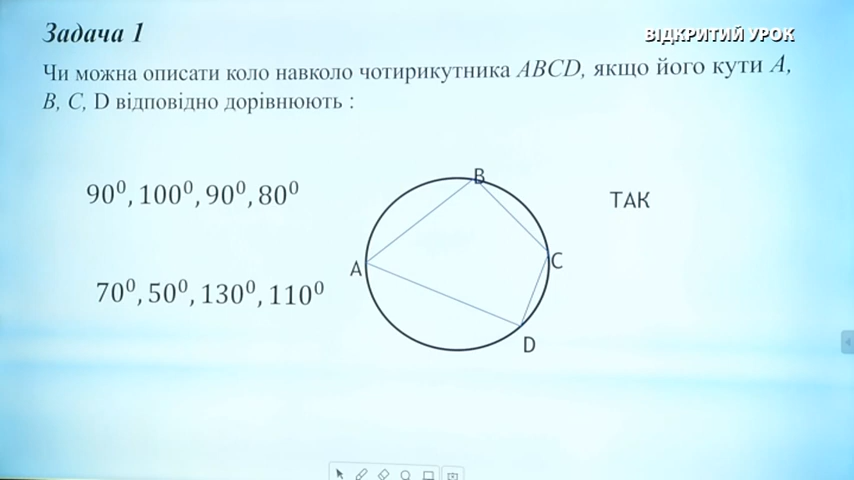 Задача 1
ВІДКРИТИЙ УРОК
Чи можна описати коло навколо чотирикутника ABCD, якщо його кути A,
B, C, D відповідно дорівнюють :
90⁰, 100⁰, 90⁰, 80⁰
ТАК
70⁰, 50⁰, 130⁰, 110⁰
B
A
C
D